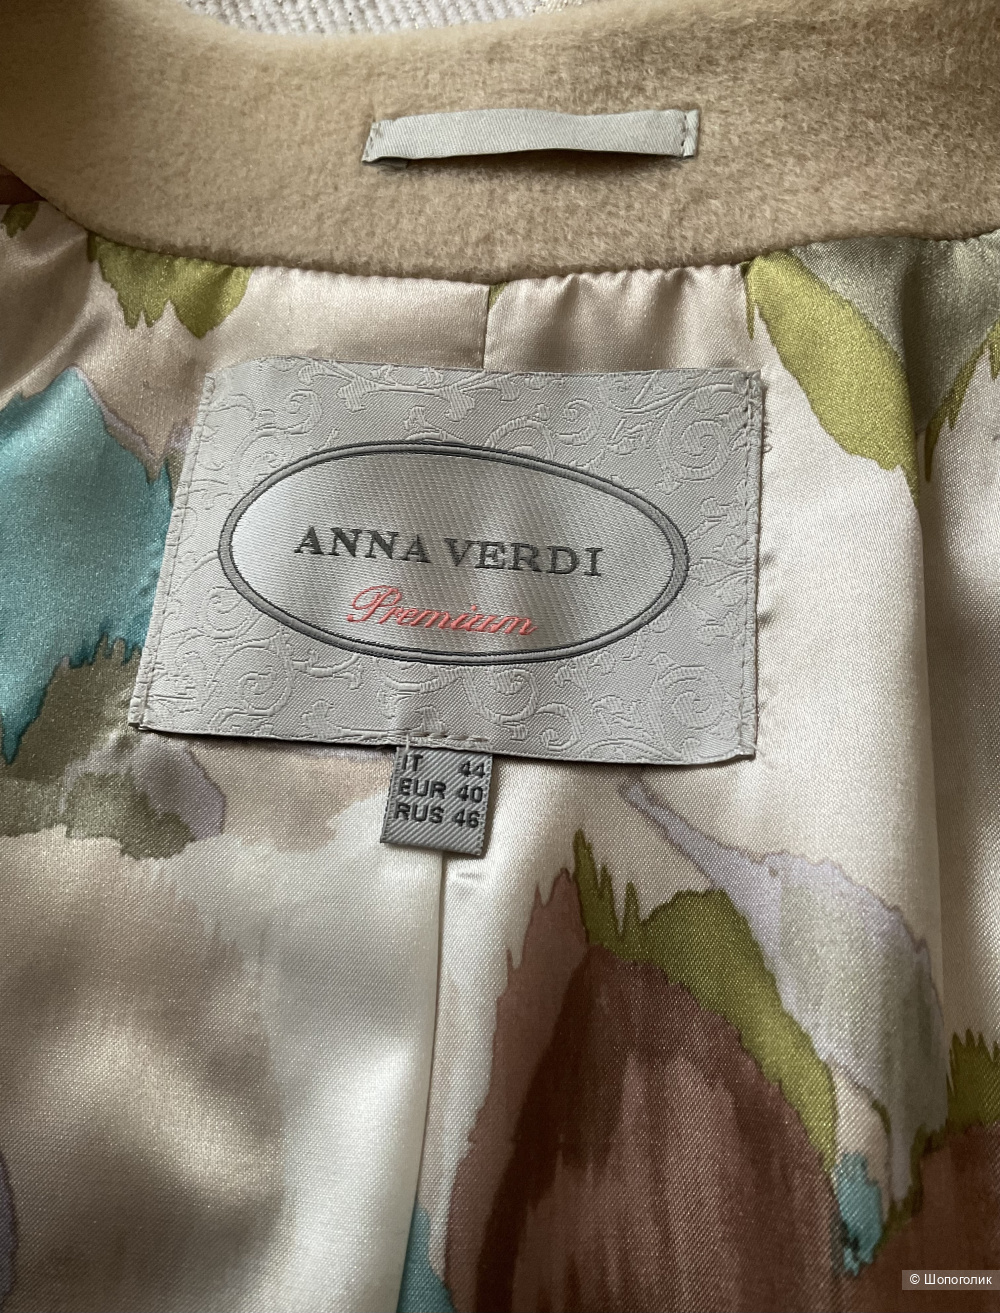 ANNA VERDI
Premium
IT 44
EUR 40
RUS 46
© Шопоголик